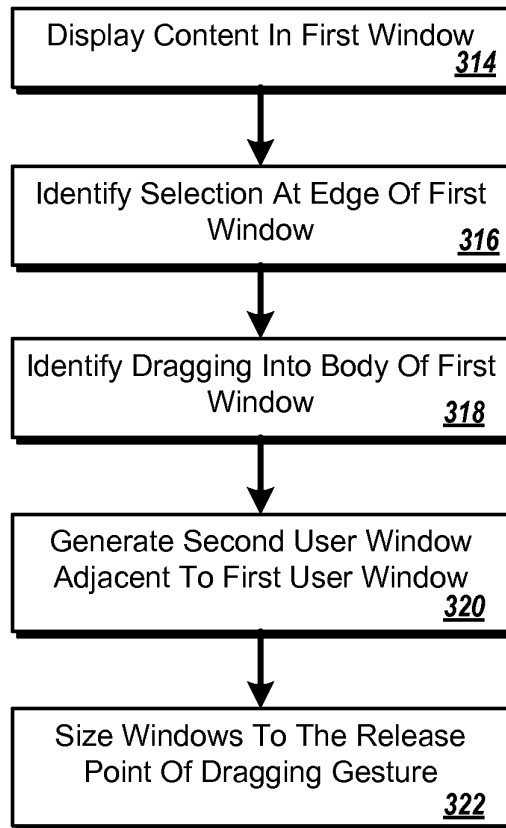 Display Content In First Window
314
Identify Selection At Edge Of First
Window
316
Identify Dragging Into Body Of First
Window
318
Generate Second User Window
Adjacent To First User Window
320
Size Windows To The Release
Point Of Dragging Gesture
322